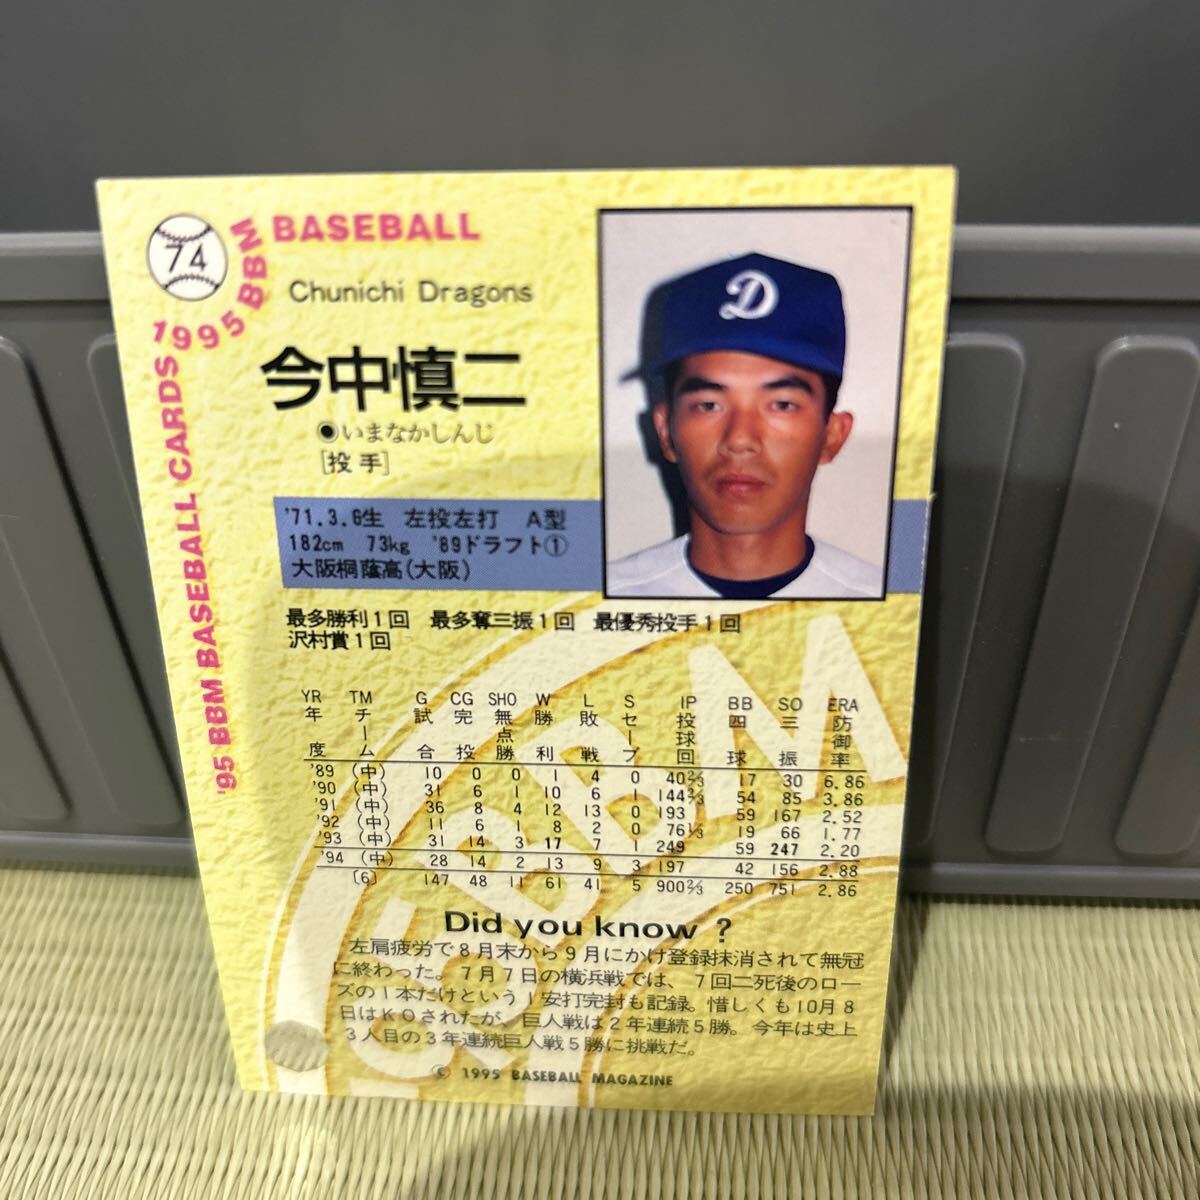 74
1995 BBM BASEBALL
'95 BBM BASEBALL CARDS
Chunichi Dragons
今中慎二
●いまなかしんじ
[投手]
D
'71.3.6生 左投左打 A型
182cm 73kg '89ドラフト①
大阪桐蔭高(大阪)
最多勝利1回 最多奪三振1回 最優秀投手1回
沢村賞1回
YR TM G CG SHO W L S IP BB SO ERA
年度 チーム 試合 完投 無点勝 勝利 敗戦 セーブ 投球回 四球 三振 防御率
'89 (中) 10 0 0 1 4 0 40 2/3 17 30 6.86
'90 (中) 31 6 1 10 6 1 144 2/3 54 85 3.86
'91 (中) 36 8 4 12 13 0 193 59 167 2.52
'92 (中) 11 6 1 8 2 0 76 1/3 19 66 1.77
'93 (中) 31 14 3 17 7 1 249 59 247 2.20
'94 (中) 28 14 2 13 9 3 197 42 156 2.88
[6] 147 48 11 61 41 5 900 2/3 250 751 2.86
Did you know ?
左肩疲労で8月末から9月にかけ登録抹消されて無冠
に終わった。7月7日の横浜戦では、7回二死後のロー
ズの1本だけという1安打完封も記録。惜しくも10月8
日はKOされたが、巨人戦は2年連続5勝。今年は史上
3人目の3年連続巨人戦5勝に挑戦だ。
© 1995 BASEBALL MAGAZINE
BBM